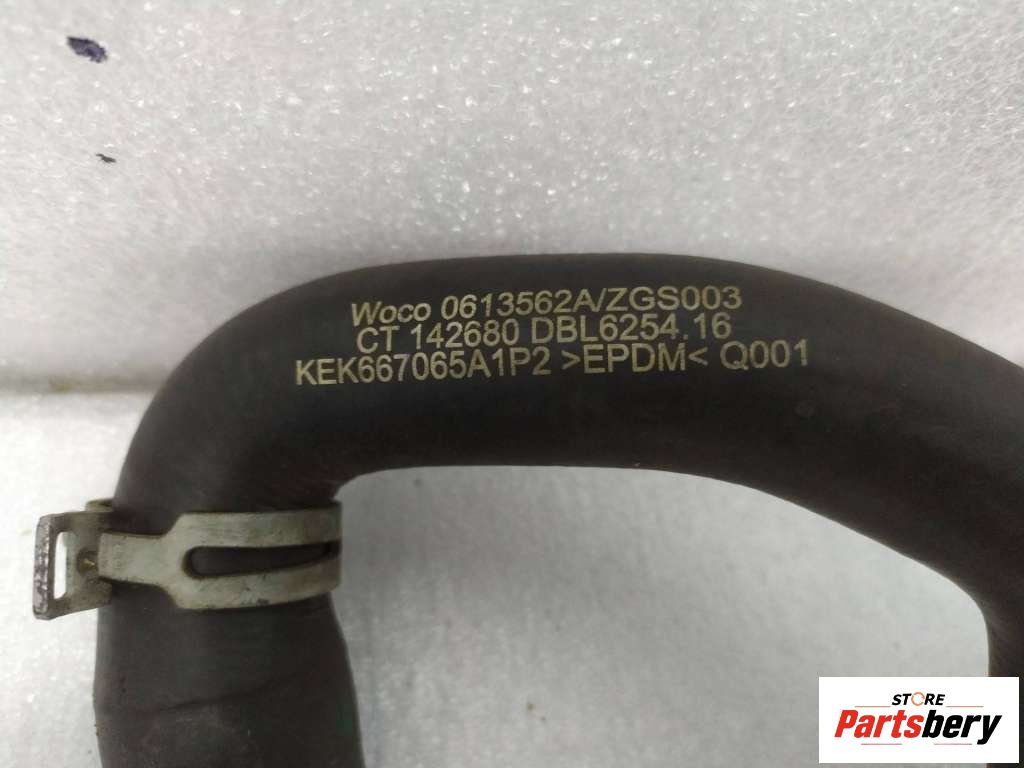 Woco 0613562A/ZGS003
CT 142680 DBL6254.16
KEK667065A1P2 >EPDM< Q001
STORE
Partsbery